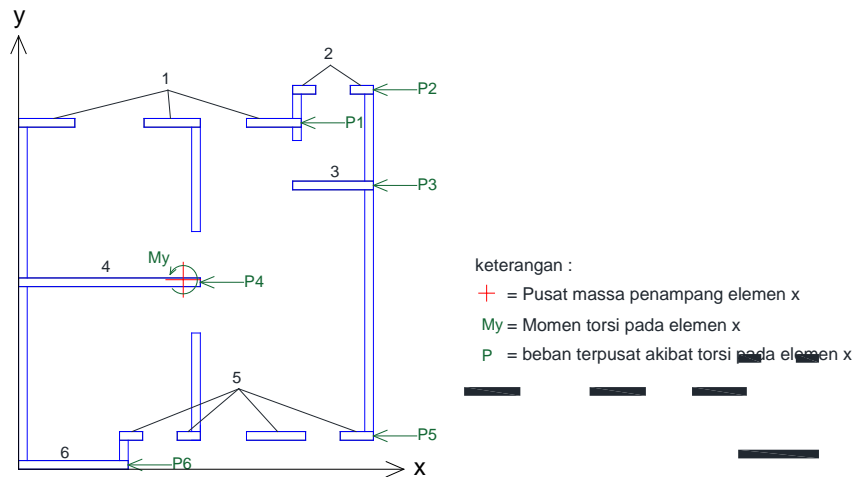 y
2
1
P2
P1
3
P3
My
4
P4
keterangan :
= Pusat massa penampang elemen x
My = Momen torsi pada elemen x
P = beban terpusat akibat torsi pada elemen x
5
P5
6
P6
x